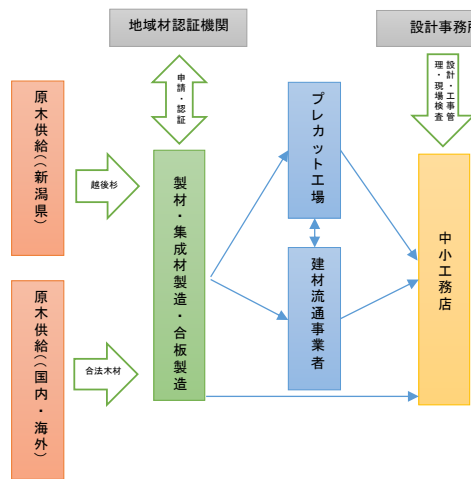 地域材認証機関
設計事務所
申請・認証
設計・工事管
理・現場検査
原木供給(（新潟県）
越後杉
製材・集成材製造・合板製造
プレカット工場
建材流通事業者
中小工務店
原木供給(（国内・海外）
合法木材